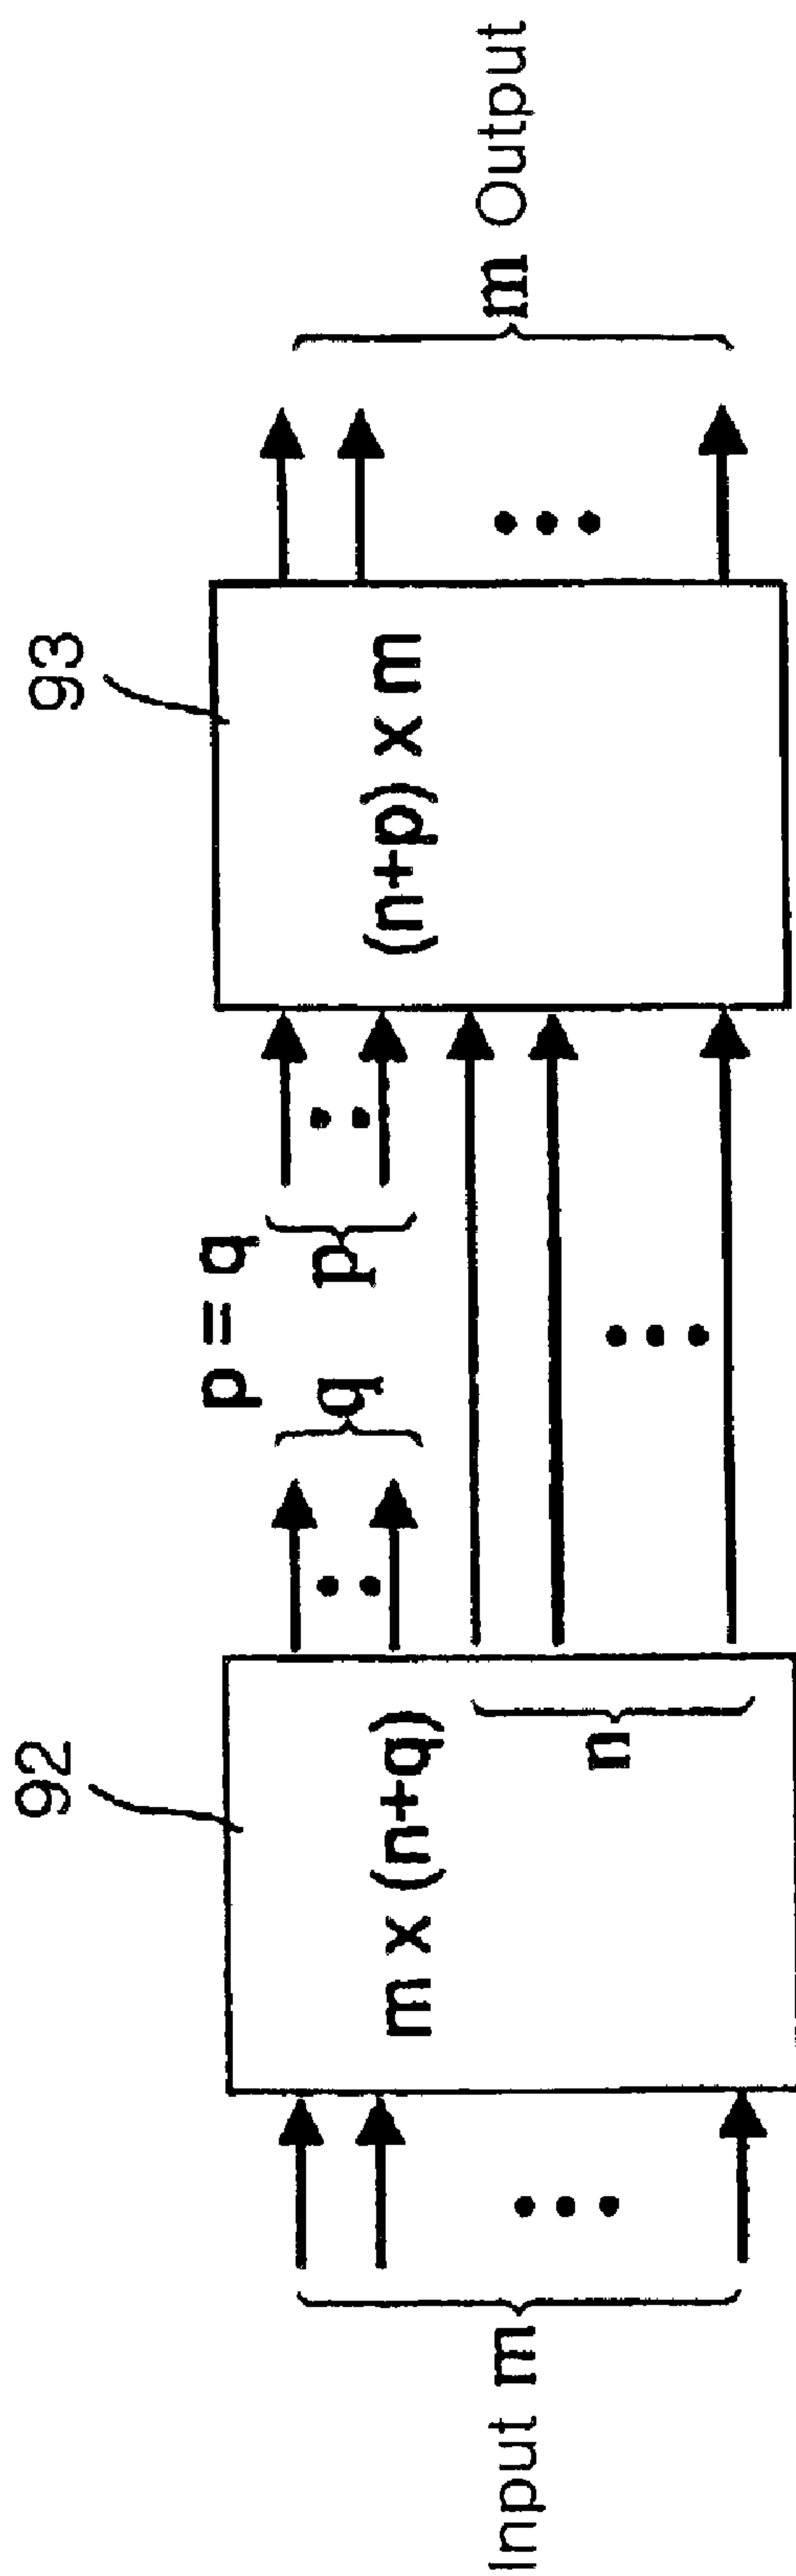 92
93
p = q
q
p
m x (n+q)
(n+p) x m
n
Input m
m Output